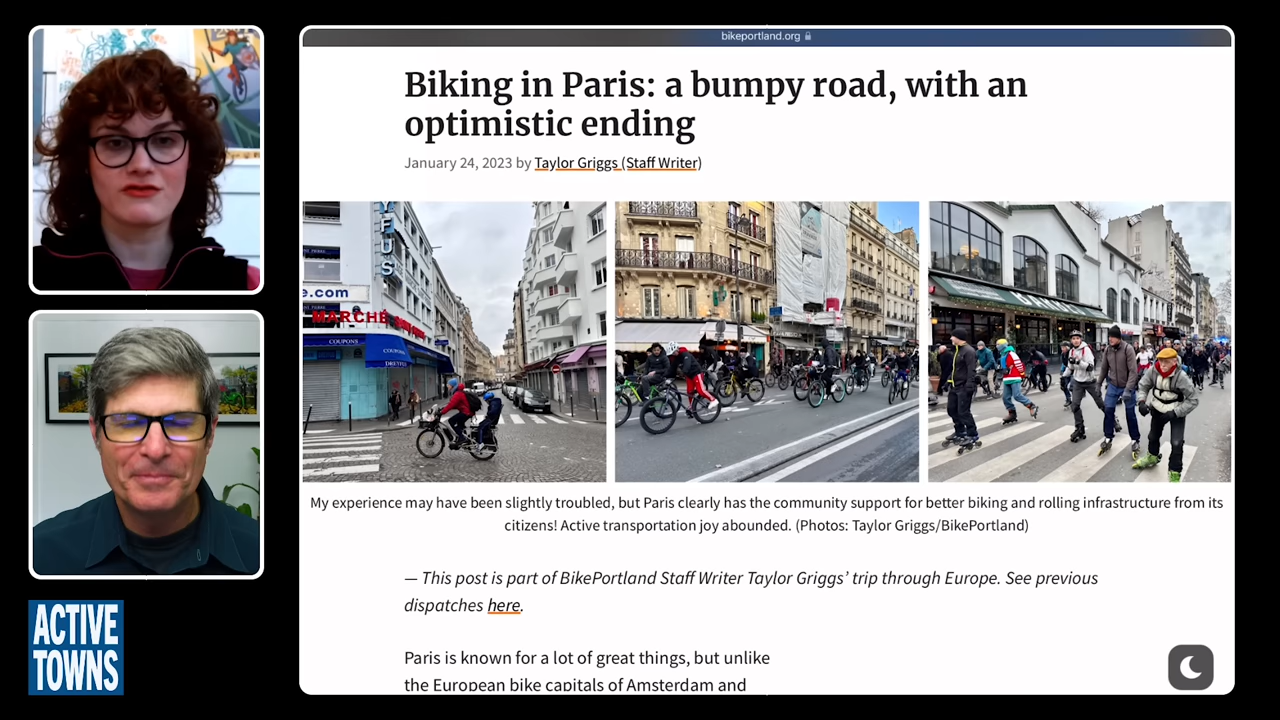 bikeportland.org
Biking in Paris: a bumpy road, with an
optimistic ending
January 24, 2023 by Taylor Griggs (Staff Writer)
YFUS
e.com
MARCHÉ
COUPONS
COUPONS
DREYFUS
My experience may have been slightly troubled, but Paris clearly has the community support for better biking and rolling infrastructure from its
citizens! Active transportation joy abounded. (Photos: Taylor Griggs/BikePortland)
— This post is part of BikePortland Staff Writer Taylor Griggs’ trip through Europe. See previous
dispatches here.
Paris is known for a lot of great things, but unlike
the European bike capitals of Amsterdam and
ACTIVE
TOWNS